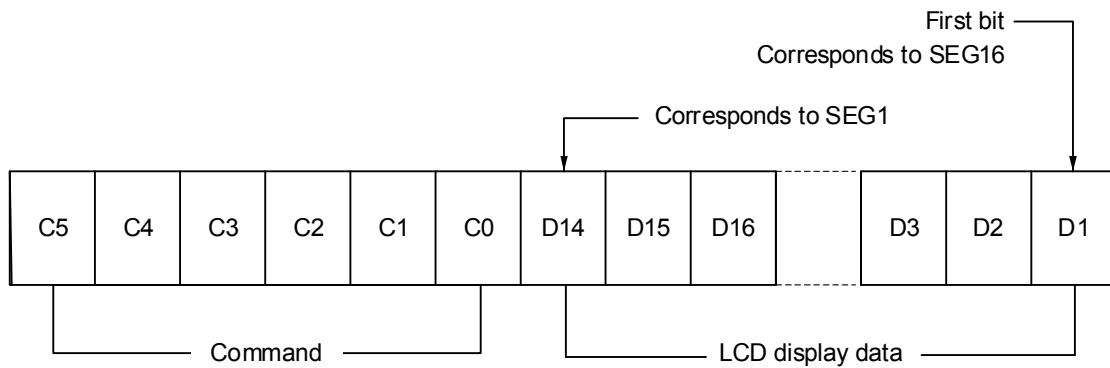 First bit
Corresponds to SEG16
Corresponds to SEG1
C5 C4 C3 C2 C1 C0 D14 D15 D16 D3 D2 D1
Command LCD display data